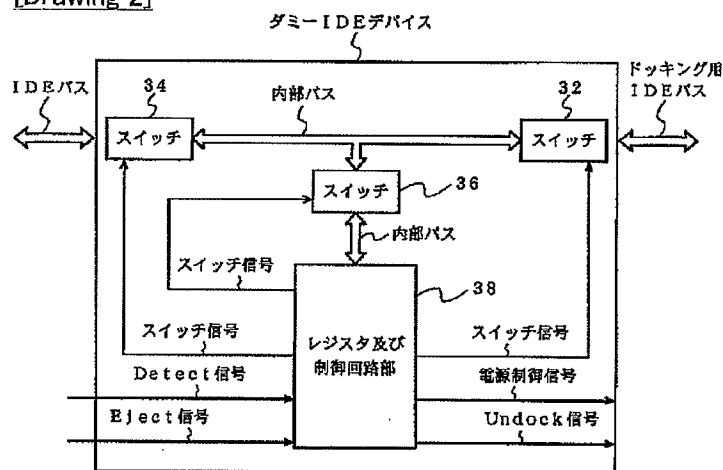 [Drawing 2]
ダミーIDEデバイス
IDEバス
34
内部バス
32
ドッキング用
IDEバス
スイッチ
スイッチ
スイッチ
36
内部バス
スイッチ信号
38
スイッチ信号
レジスタ及び
制御回路部
スイッチ信号
Detect信号
電源制御信号
Eject信号
Undock信号